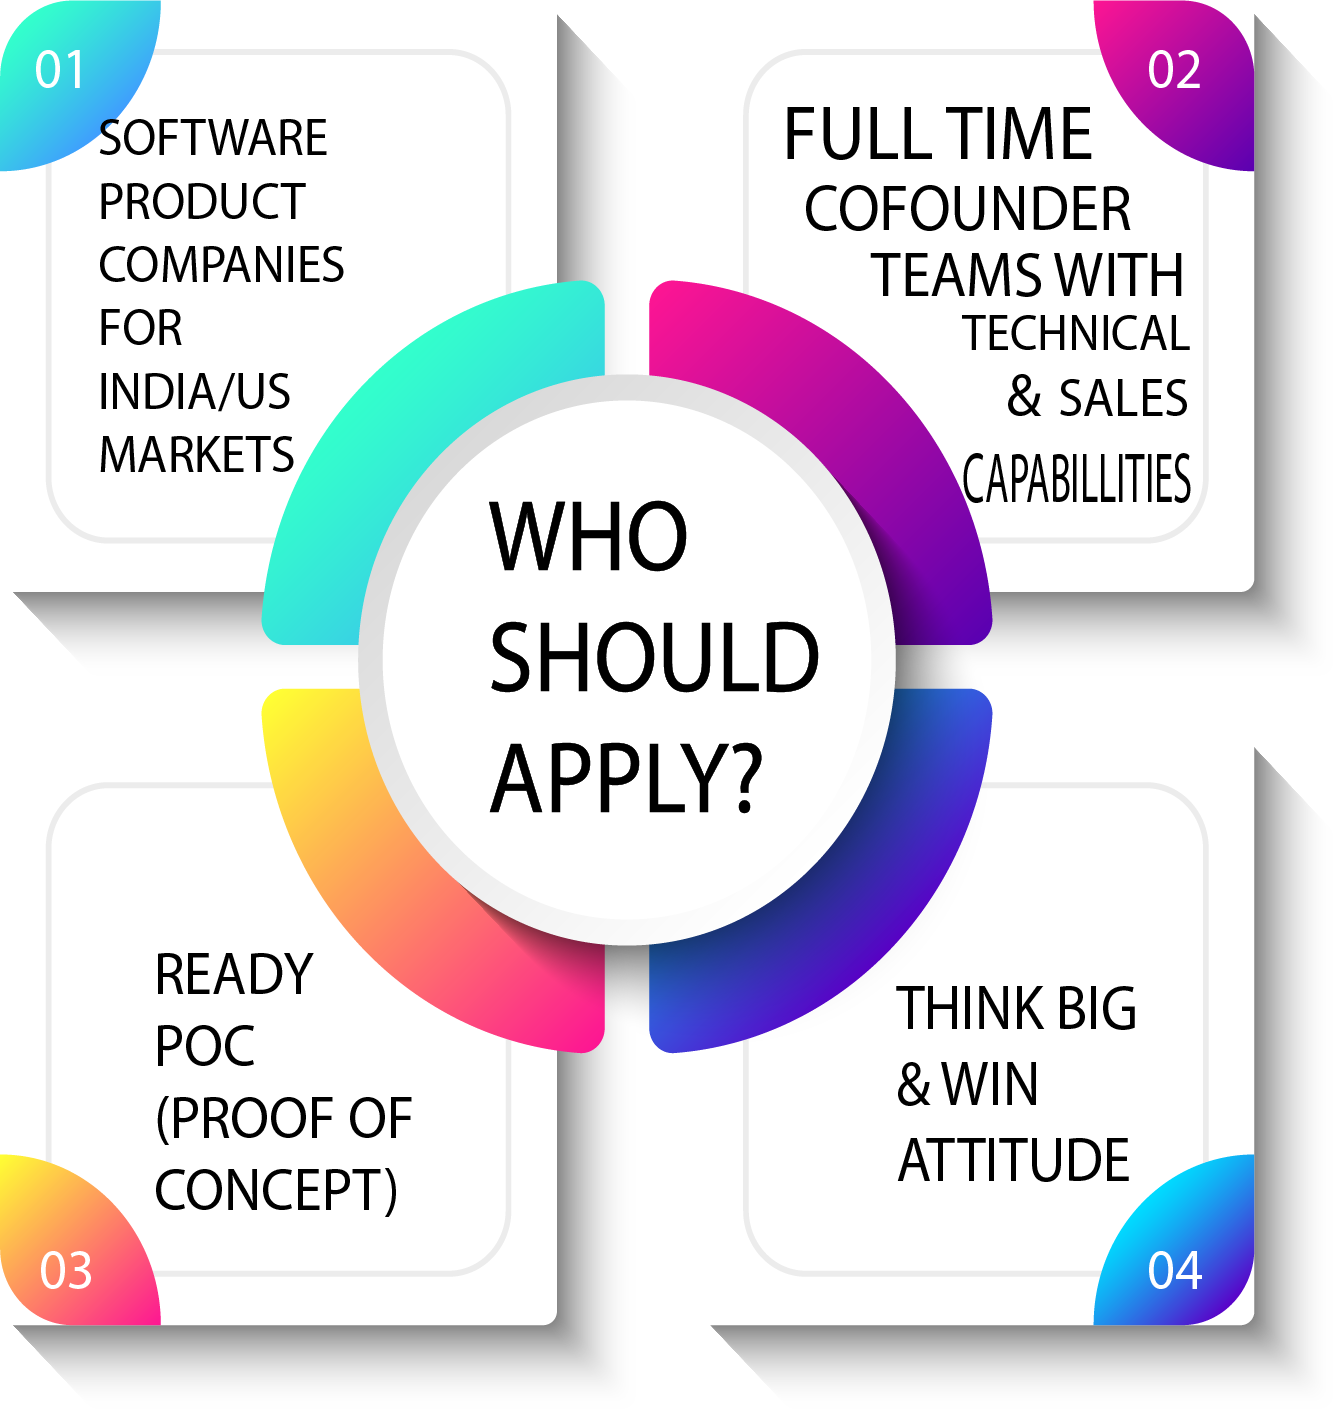 01
SOFTWARE
PRODUCT
COMPANIES
FOR
INDIA/US
MARKETS
02
FULL TIME
COFOUNDER
TEAMS WITH
TECHNICAL
& SALES
CAPABILLITIES
WHO
SHOULD
APPLY?
READY
POC
(PROOF OF
CONCEPT)
03
THINK BIG
& WIN
ATTITUDE
04